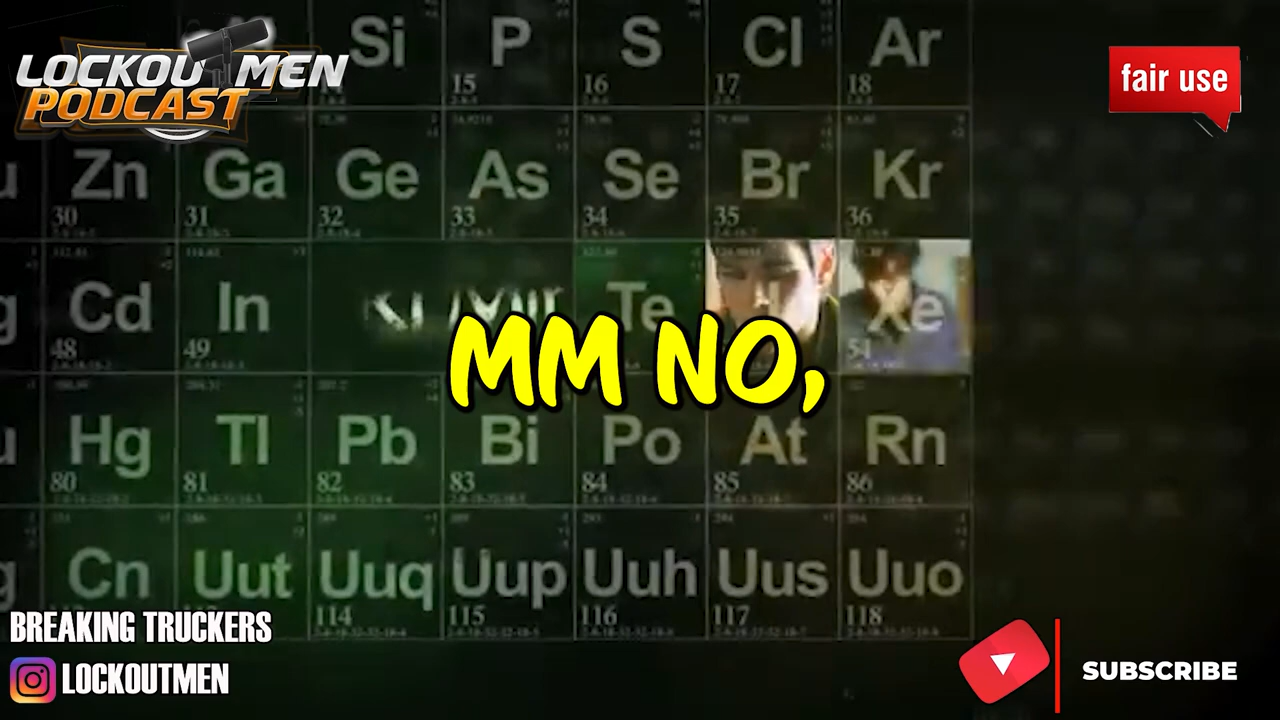 LOCKOU MEN
PODCAST
fair use
Si P S Cl Ar
15 16 17 18
Zn Ga Ge As Se Br Kr
30 31 32 33 34 35 36
Cd In Te I Xe
48 49 54
MM NO,
Hg Tl Pb Bi Po At Rn
80 81 82 83 84 85 86
Cn Uut Uuq Uup Uuh Uus Uuo
114 115 116 117 118
BREAKING TRUCKERS
LOCKOUTMEN
SUBSCRIBE